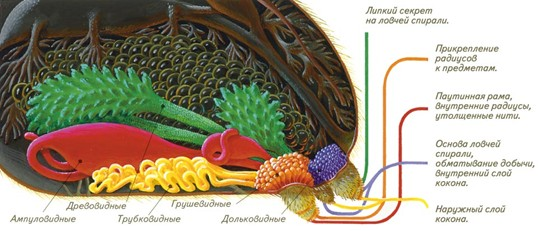 Липкий секрет
на ловчей спирали.
Прикрепление
радиусов
к предметам.
Паутинная рама,
внутренние радиусы,
утолщенные нити.
Основа ловчей
спирали,
обматывание добычи,
внутренний слой
кокона.
Наружный слой
кокона.
Грушевидные
Древовидные
Дольковидные
Ампуловидные
Трубковидные